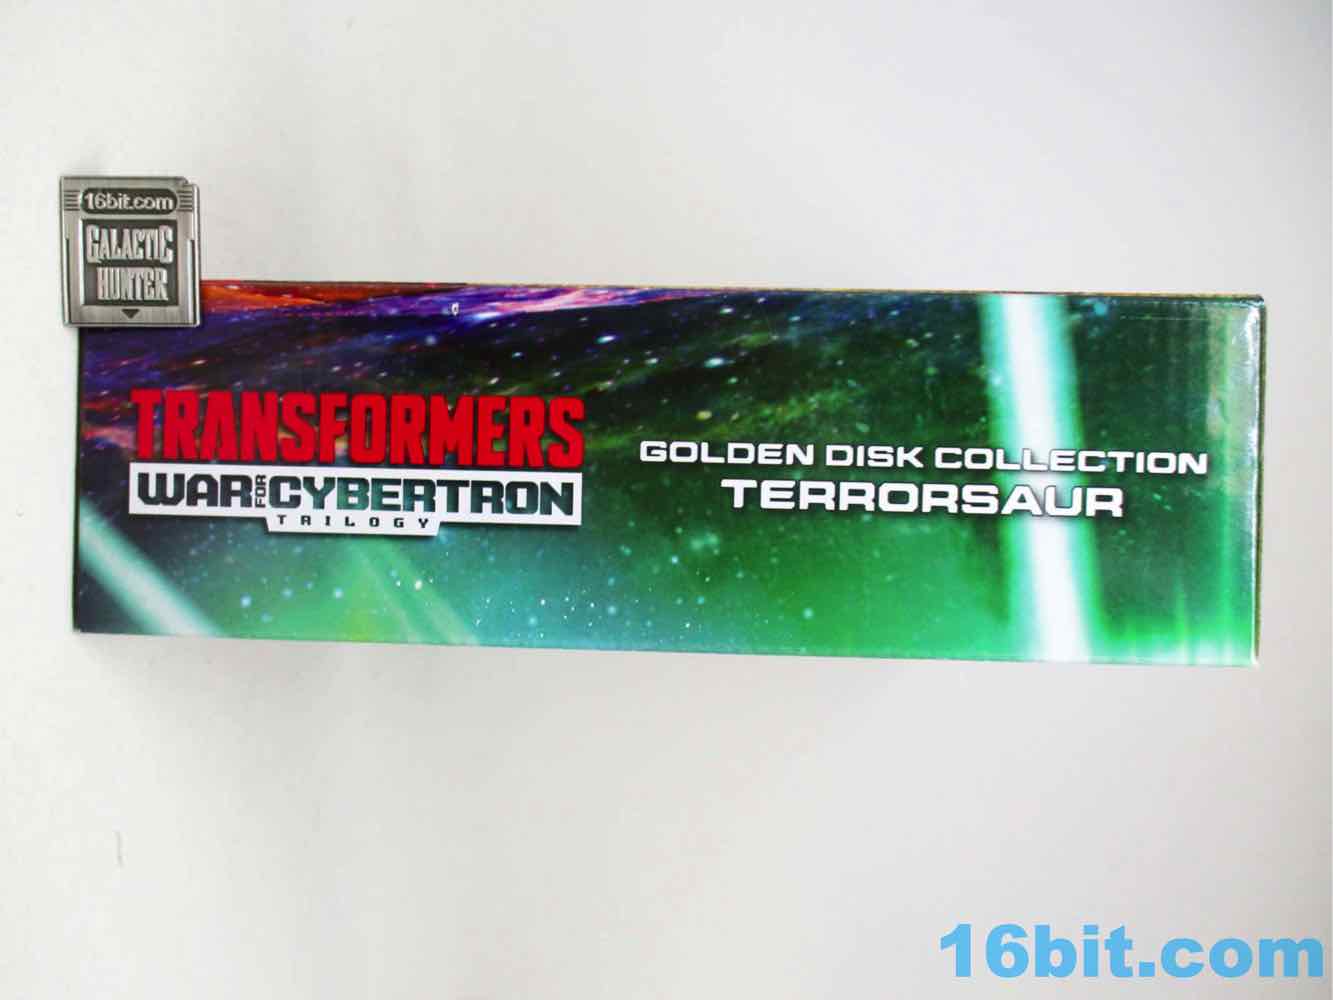 16bit.com
GALACTIC
HUNTER
TRANSFORMERS
WAR FOR CYBERTRON
TRILOGY
GOLDEN DISK COLLECTION
TERRORSAUR
16bit.com